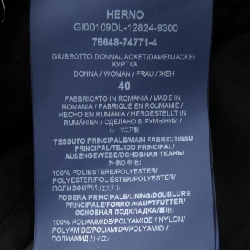 HERNO
GI00109DL-12824-9300
78648-74771-4
GIUBBOTTO DONNA/JACKET/DAMENJACKE/
КУРТКА
DONNA / WOMAN / FRAU / ЖЕН
40
FABBRICATO IN ROMANIA / MADE IN
ROMANIA / FABRIQUÉ EN ROUMANIE /
HECHO EN RUMANIA / HERGESTELLT IN
RUMÄNIEN / СДЕЛАНО В РУМЫНИИ
TESSUTO PRINCIPALE/MAIN FABRIC/TISSU
PRINCIPAL/TEJIDO PRINCIPAL/
AUßENGEWEBE/ОСНОВНАЯ ТКАНЬ
100% POLIESTERE/POLYESTER/
POLYESTER/POLIÉSTER/POLYESTER/
ПОЛИЭФИР
FODERA PRINCIPALE/LINING/DOUBLURE
PRINCIPALE/FORRO/HAUPTFUTTER/
ОСНОВНАЯ ПОДКЛАДКА
100% POLIAMMIDE/POLYAMIDE/NYLON/
POLYAMIDE/POLIAMIDA/POLYAMID/
ПОЛИАМИД